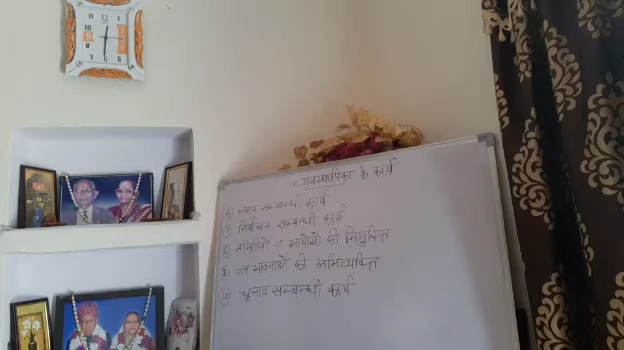 व्यवस्थापिका के कार्य
⑥ न्याय सम्बन्धी कार्य
⑦ निर्वाचन सम्बन्धी कार्य
⑧ समितियों व आयोगों की नियुक्ति
⑨ जन भावनाओं की अभिव्यक्ति
⑩ चुनाव सम्बन्धी कार्य